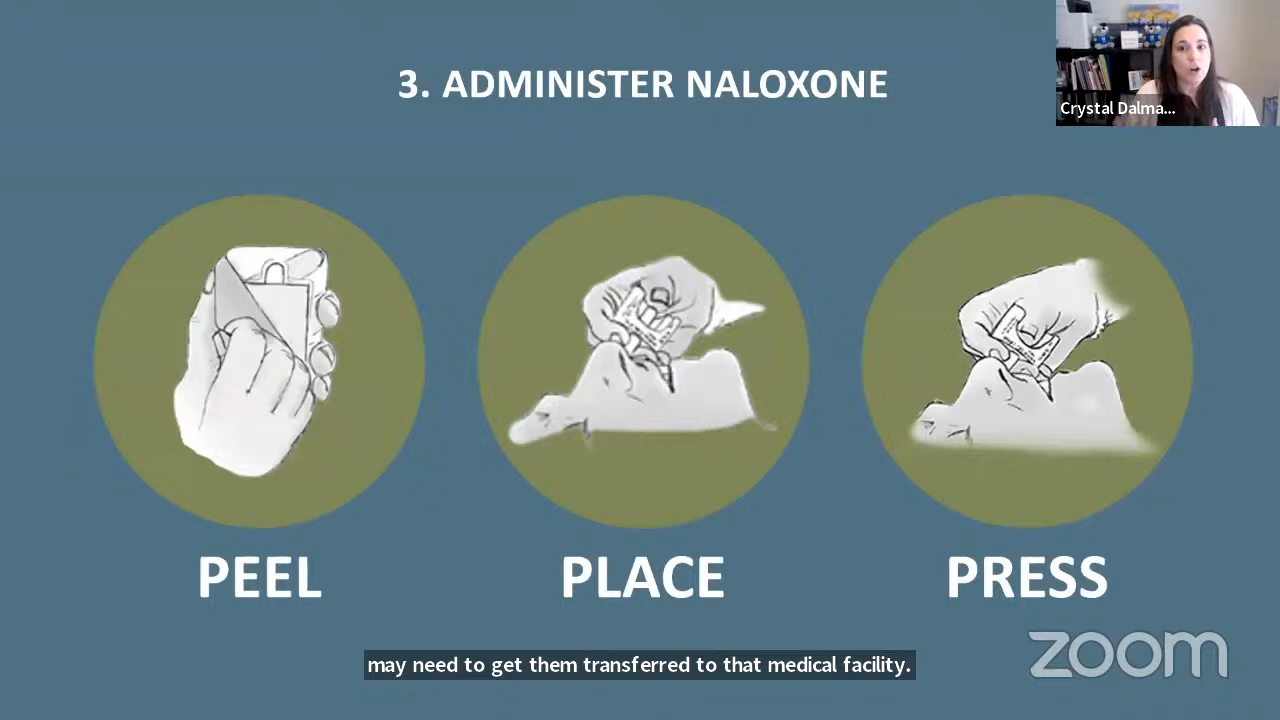 3. ADMINISTER NALOXONE
Crystal Dalma...
PEEL
PLACE
PRESS
may need to get them transferred to that medical facility.
zoom